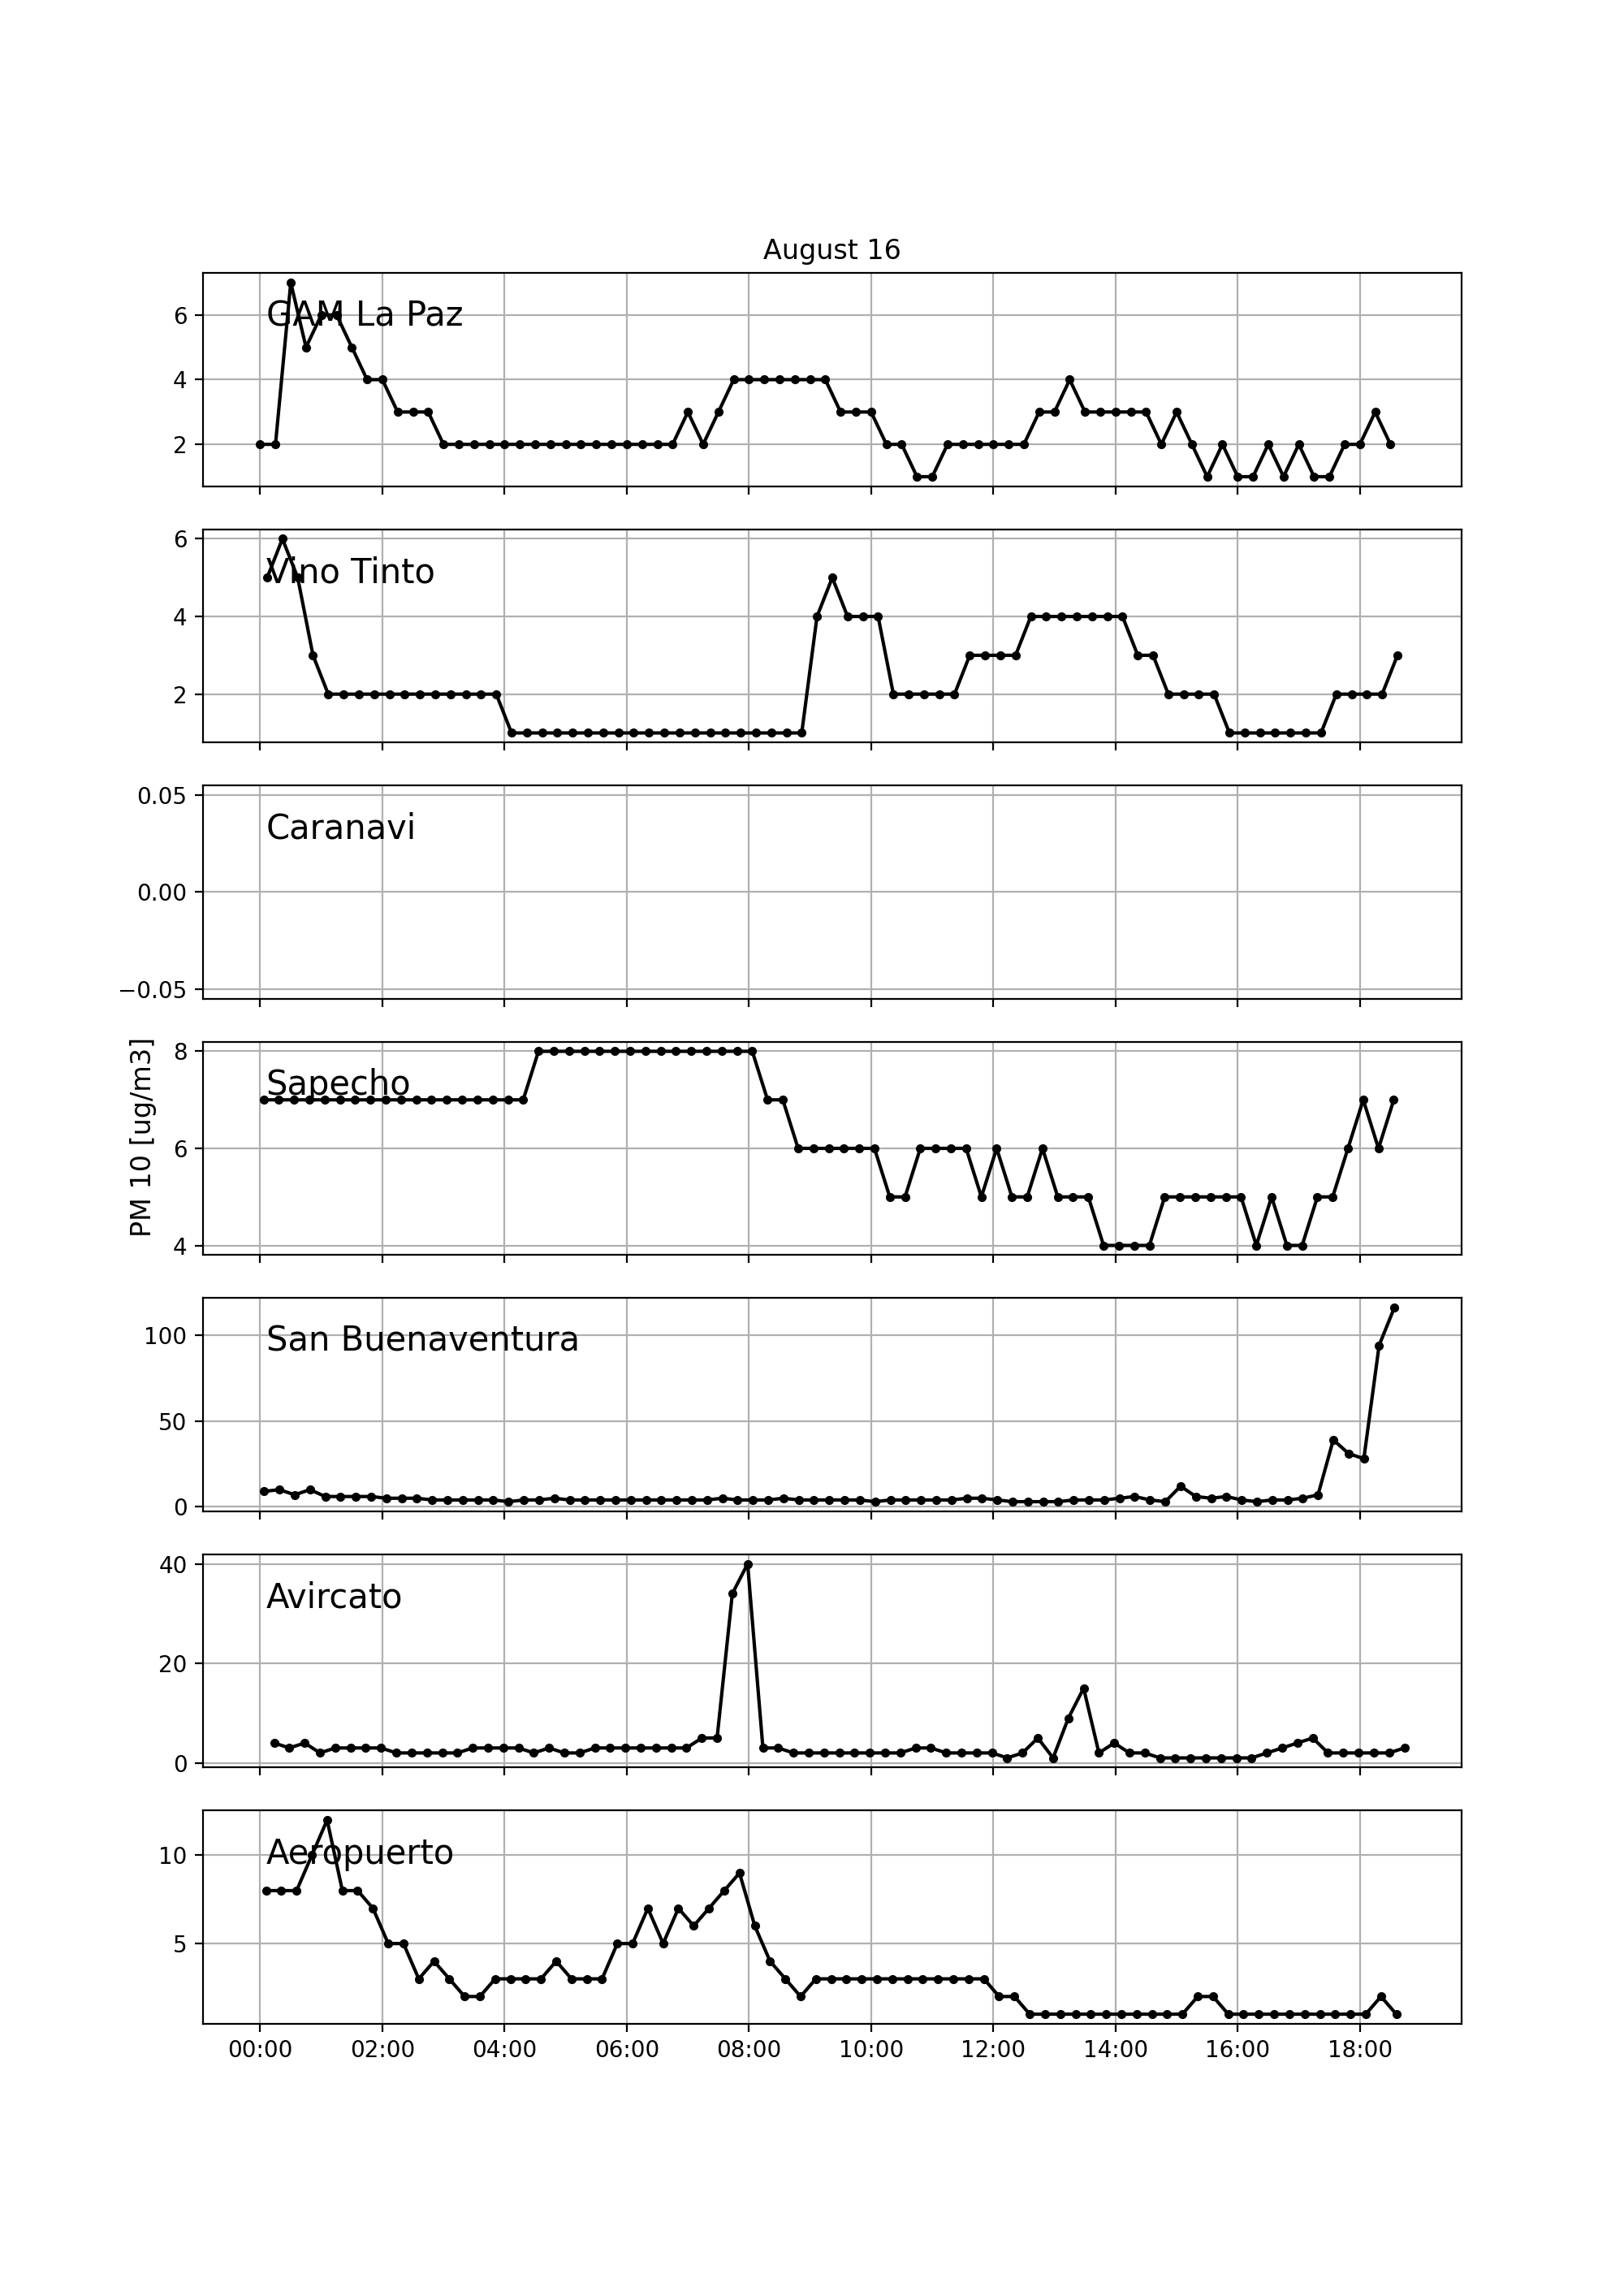 August 16
GAM La Paz
6
4
2
Vino Tinto
6
4
2
Caranavi
0.05
0.00
−0.05
PM 10 [ug/m3]
Sapecho
8
6
4
San Buenaventura
100
50
0
Avircato
40
20
0
Aeropuerto
10
5
00:00 02:00 04:00 06:00 08:00 10:00 12:00 14:00 16:00 18:00